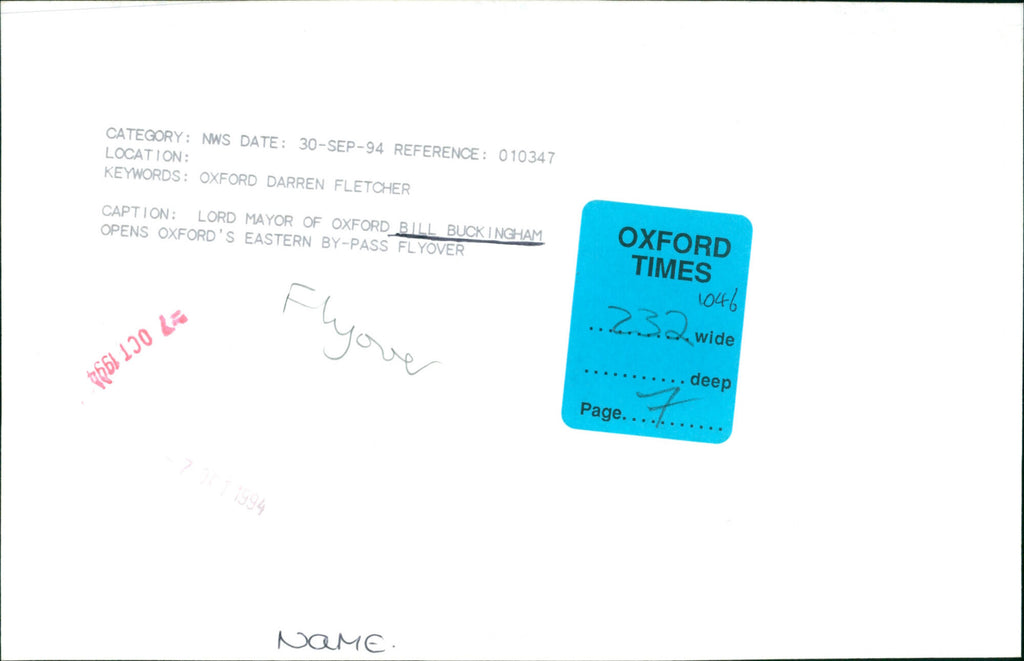 CATEGORY: NWS DATE: 30-SEP-94 REFERENCE: 010347
LOCATION:
KEYWORDS: OXFORD DARREN FLETCHER
CAPTION: LORD MAYOR OF OXFORD BILL BUCKINGHAM
OPENS OXFORD'S EASTERN BY-PASS FLYOVER
OXFORD
TIMES
1046
...232...wide
............deep
Page...7...........
Flyover
-7 OCT 1994
-7 OCT 1994
NAME.